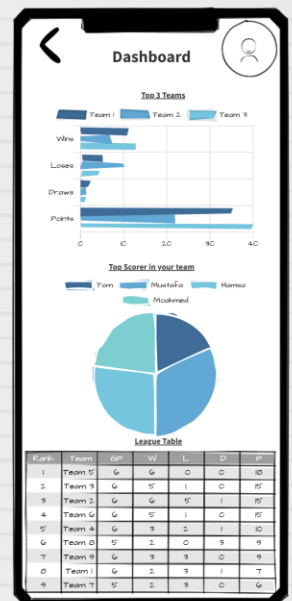 Dashboard
Top 3 Teams
Team 1 Team 2 Team 3
Wins
Loses
Draws
Points
0 10 20 30 40
Top Scorer in your team
Tom Mustafa Hamsa
Moahmed
League Table
Rank Team GP W L D P
1 Team 5 6 6 0 0 18
2 Team 3 6 5 1 0 15
3 Team 2 6 6 5 1 15
4 Team 6 6 5 1 0 15
5 Team 4 6 3 2 1 10
6 Team 8 5 2 0 3 9
7 Team 9 6 3 3 0 9
8 Team 1 6 2 3 1 7
9 Team 7 5 2 3 0 6